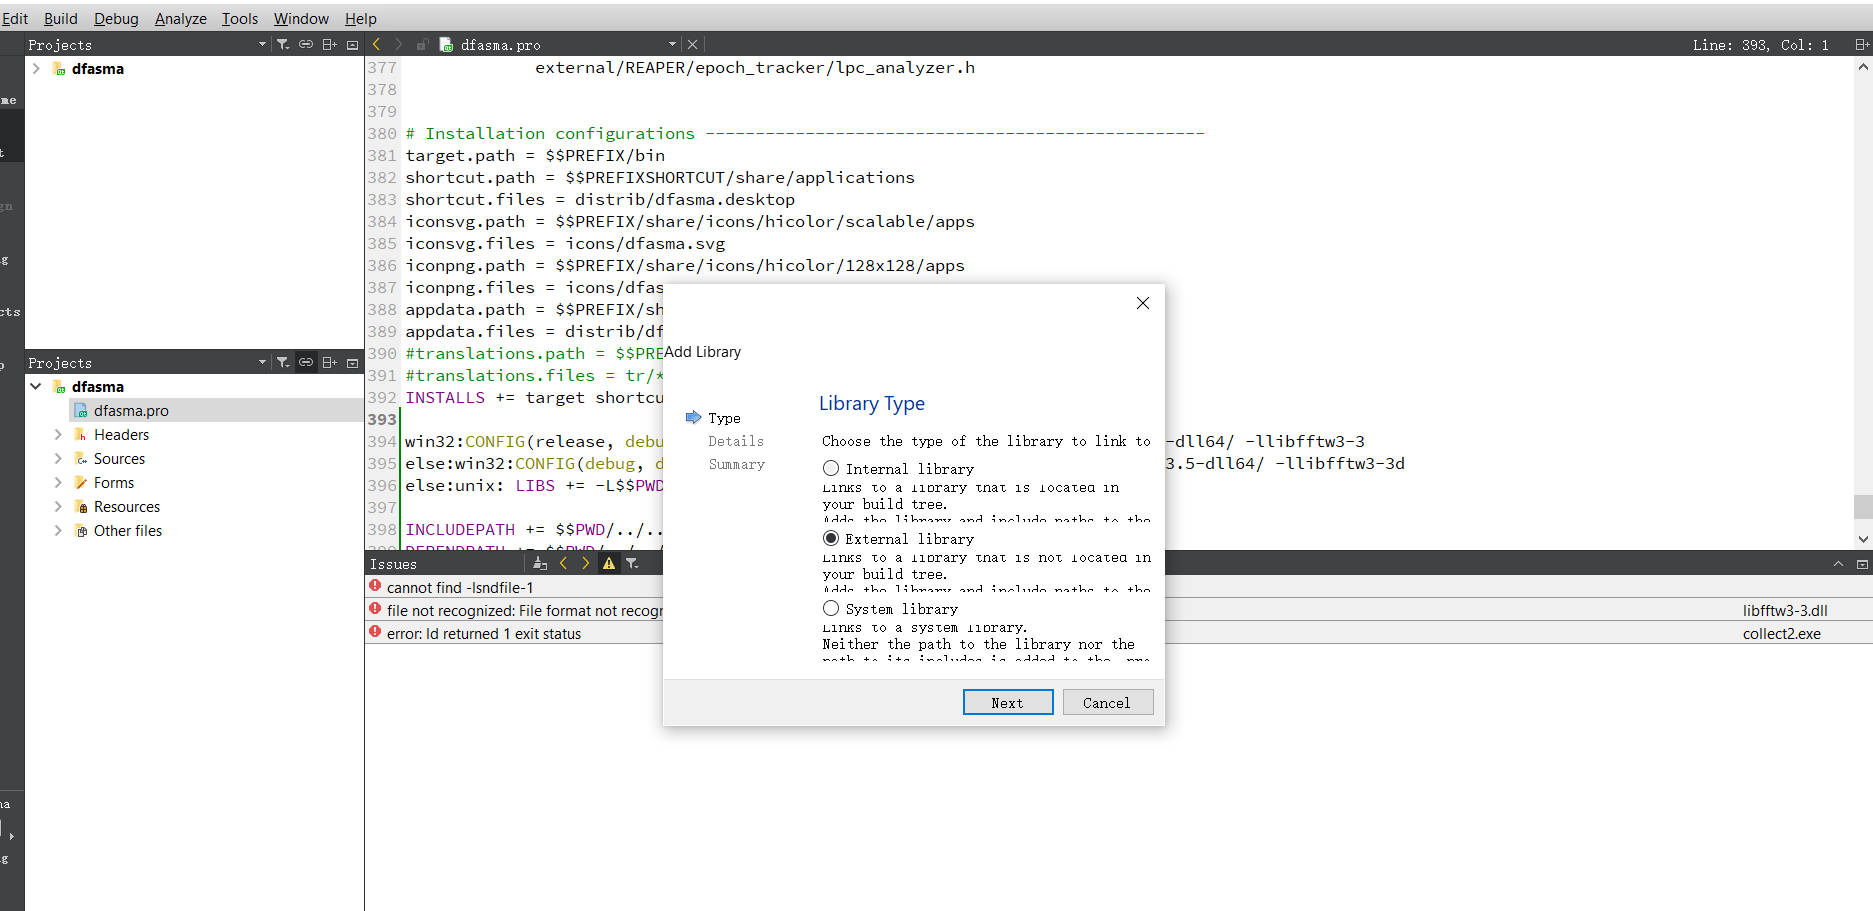 Edit Build Debug Analyze Tools Window Help
Projects
dfasma.pro
Line: 393, Col: 1
dfasma
377 external/REAPER/epoch_tracker/lpc_analyzer.h
378
379
380 # Installation configurations --------------------------------------------------
381 target.path = $$PREFIX/bin
382 shortcut.path = $$PREFIXSHORTCUT/share/applications
383 shortcut.files = distrib/dfasma.desktop
384 iconsvg.path = $$PREFIX/share/icons/hicolor/scalable/apps
385 iconsvg.files = icons/dfasma.svg
386 iconpng.path = $$PREFIX/share/icons/hicolor/128x128/apps
387 iconpng.files = icons/dfas
388 appdata.path = $$PREFIX/sh
389 appdata.files = distrib/df
390 #translations.path = $$PRE
391 #translations.files = tr/*
392 INSTALLS += target shortcu
393
394 win32:CONFIG(release, debu -dll64/ -llibfftw3-3
395 else:win32:CONFIG(debug, d 3.5-dll64/ -llibfftw3-3d
396 else:unix: LIBS += -L$$PWD
397
398 INCLUDEPATH += $$PWD/../..
399 DEPENDPATH += $$PWD/../../
me
t
gn
g
cts
p
na
g
Projects
dfasma
dfasma.pro
Headers
Sources
Forms
Resources
Other files
Add Library
Type
Details
Summary
Library Type
Choose the type of the library to link to
Internal library
Links to a library that is located in
your build tree.
Adds the library and include paths to the
External library
Links to a library that is not located in
your build tree.
Adds the library and include paths to the
System library
Links to a system library.
Neither the path to the library nor the
path to its includes is added to the .pro
Next Cancel
Issues
cannot find -lsndfile-1
file not recognized: File format not recogn
libfftw3-3.dll
error: ld returned 1 exit status
collect2.exe